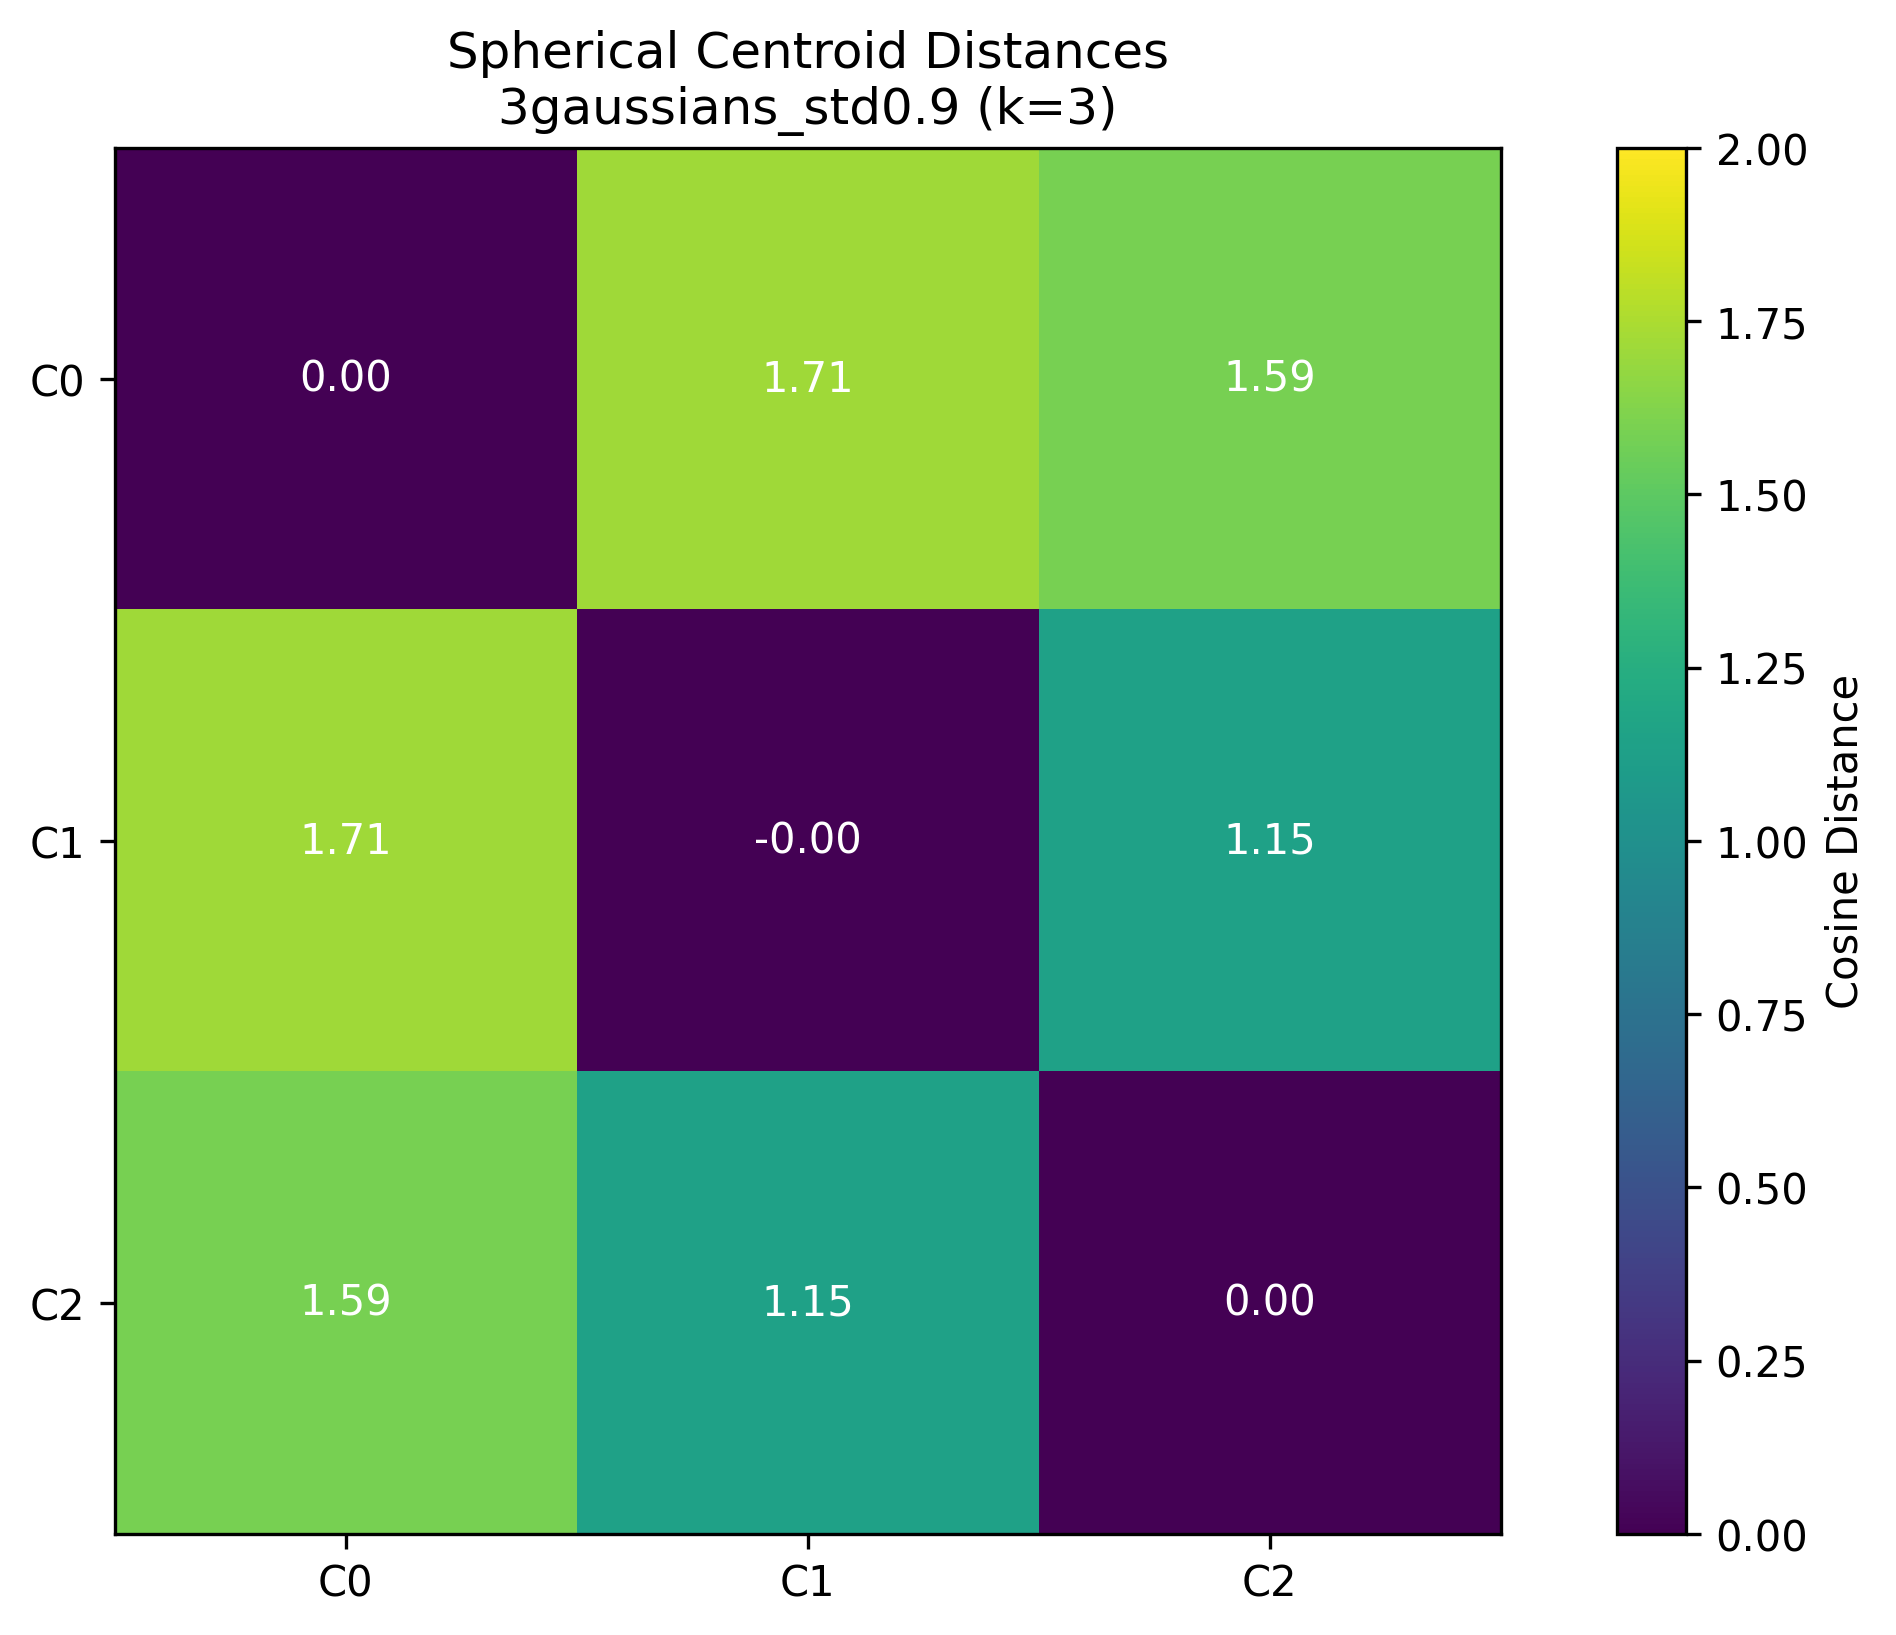 Spherical Centroid Distances
3gaussians_std0.9 (k=3)
C0
0.00
1.71
1.59
C1
1.71
-0.00
1.15
C2
1.59
1.15
0.00
C0
C1
C2
2.00
1.75
1.50
1.25
1.00
0.75
0.50
0.25
0.00
Cosine Distance